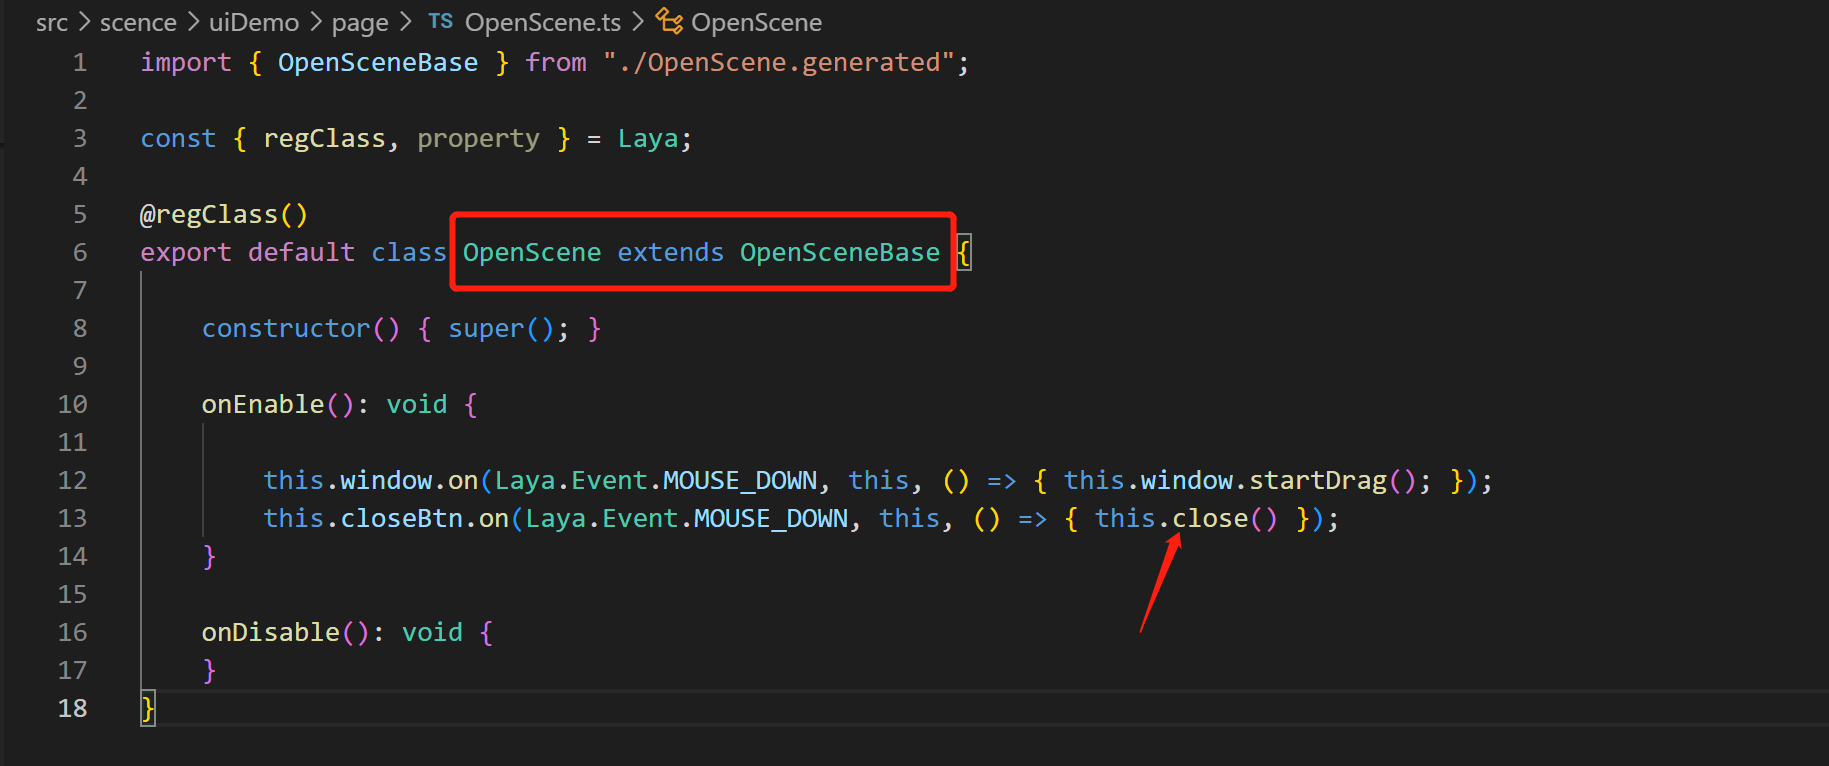 src > scence > uiDemo > page > TS OpenScene.ts > OpenScene
1 import { OpenSceneBase } from "./OpenScene.generated";
2
3 const { regClass, property } = Laya;
4
5 @regClass()
6 export default class OpenScene extends OpenSceneBase {
7
8     constructor() { super(); }
9
10     onEnable(): void {
11
12         this.window.on(Laya.Event.MOUSE_DOWN, this, () => { this.window.startDrag(); });
13         this.closeBtn.on(Laya.Event.MOUSE_DOWN, this, () => { this.close() });
14     }
15
16     onDisable(): void {
17     }
18 }